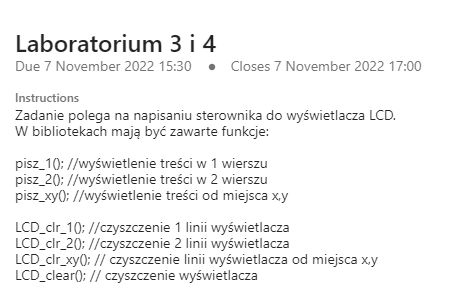 Laboratorium 3 i 4
Due 7 November 2022 15:30 • Closes 7 November 2022 17:00
Instructions
Zadanie polega na napisaniu sterownika do wyświetlacza LCD.
W bibliotekach mają być zawarte funkcje:
pisz_1(); //wyświetlenie treści w 1 wierszu
pisz_2(); //wyświetlenie treści w 2 wierszu
pisz_xy(); //wyświetlenie treści od miejsca x,y
LCD_clr_1(); //czyszczenie 1 linii wyświetlacza
LCD_clr_2(); //czyszczenie 2 linii wyświetlacza
LCD_clr_xy(); // czyszczenie linii wyświetlacza od miejsca x,y
LCD_clear(); // czyszczenie wyświetlacza